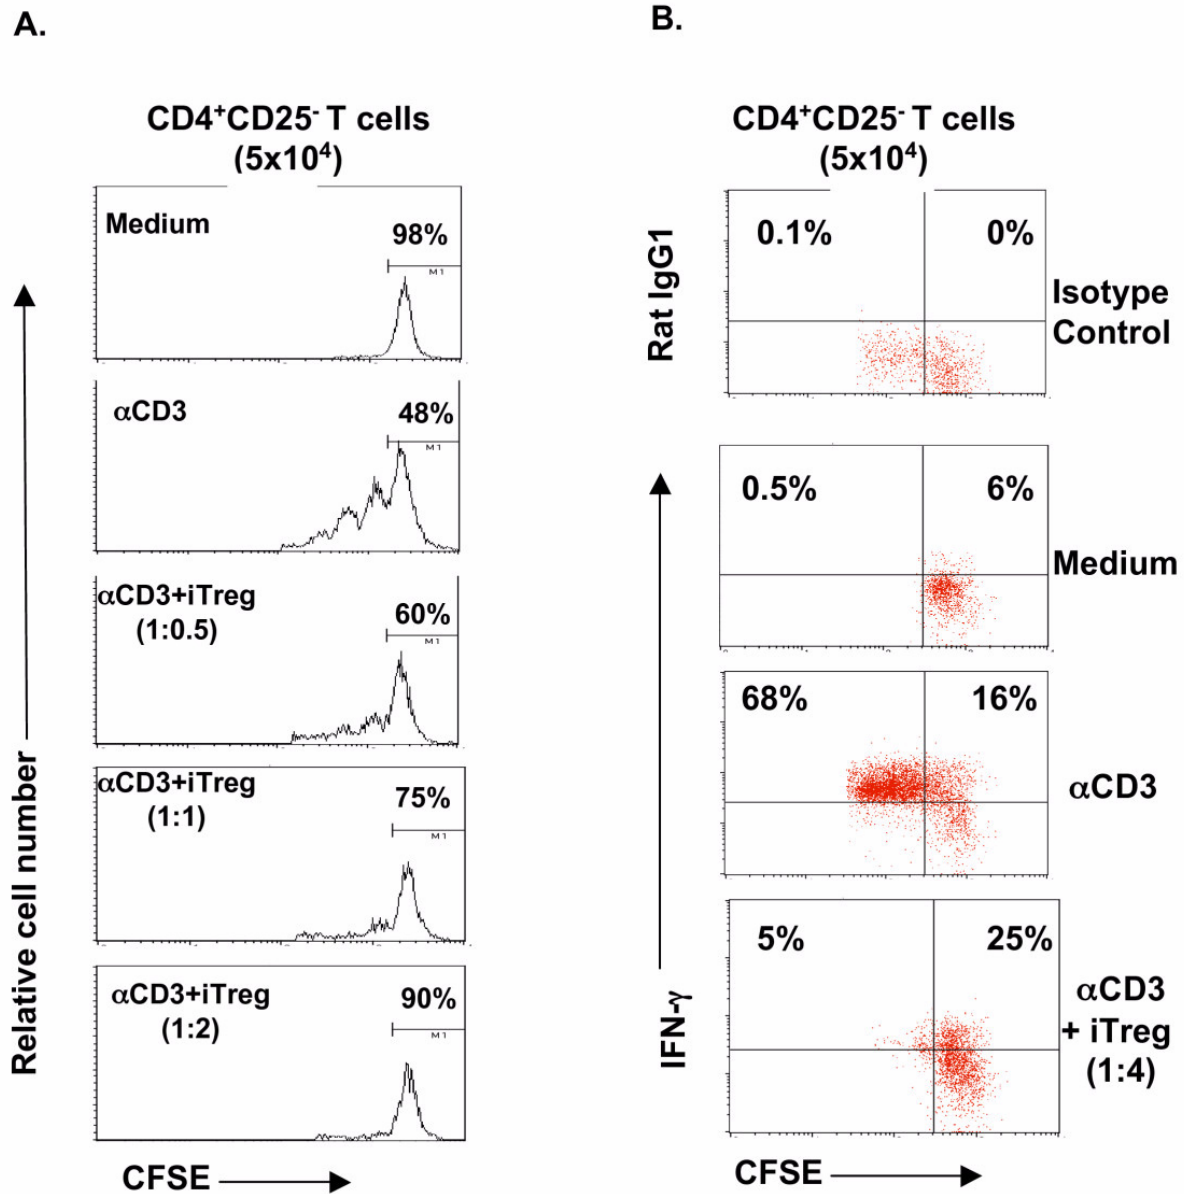 A.
CD4⁺CD25⁻ T cells
(5x10⁴)
Medium
98%
M1
αCD3
48%
M1
αCD3+iTreg
(1:0.5)
60%
M1
αCD3+iTreg
(1:1)
75%
M1
αCD3+iTreg
(1:2)
90%
M1
Relative cell number
CFSE
B.
CD4⁺CD25⁻ T cells
(5x10⁴)
Rat IgG1
0.1%
0%
Isotype
Control
0.5%
6%
Medium
68%
16%
αCD3
5%
25%
αCD3
+ iTreg
(1:4)
IFN-γ
CFSE